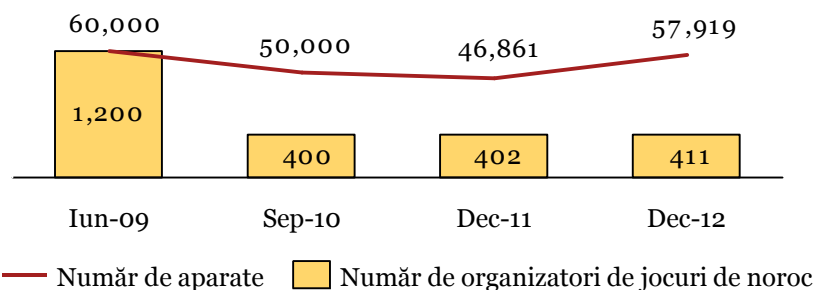 60,000 50,000 46,861 57,919
1,200 400 402 411
Iun-09 Sep-10 Dec-11 Dec-12
Număr de aparate Număr de organizatori de jocuri de noroc